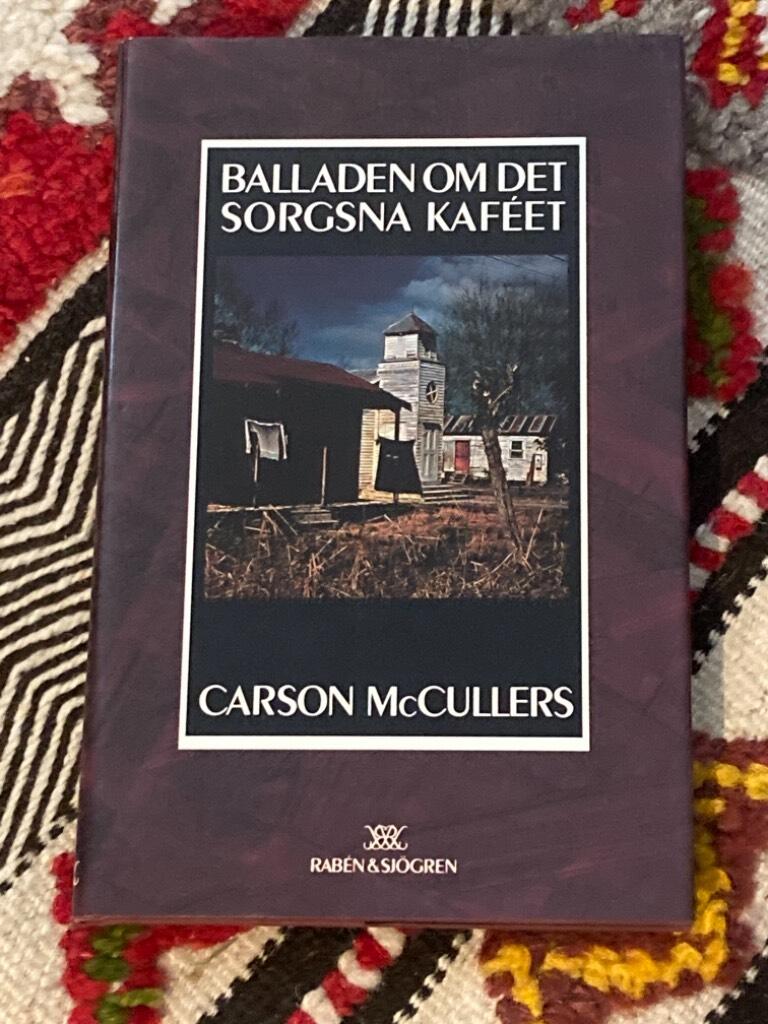 BALLADEN OM DET
SORGSNA KAFÉET
CARSON McCULLERS
RABÉN & SJÖGREN